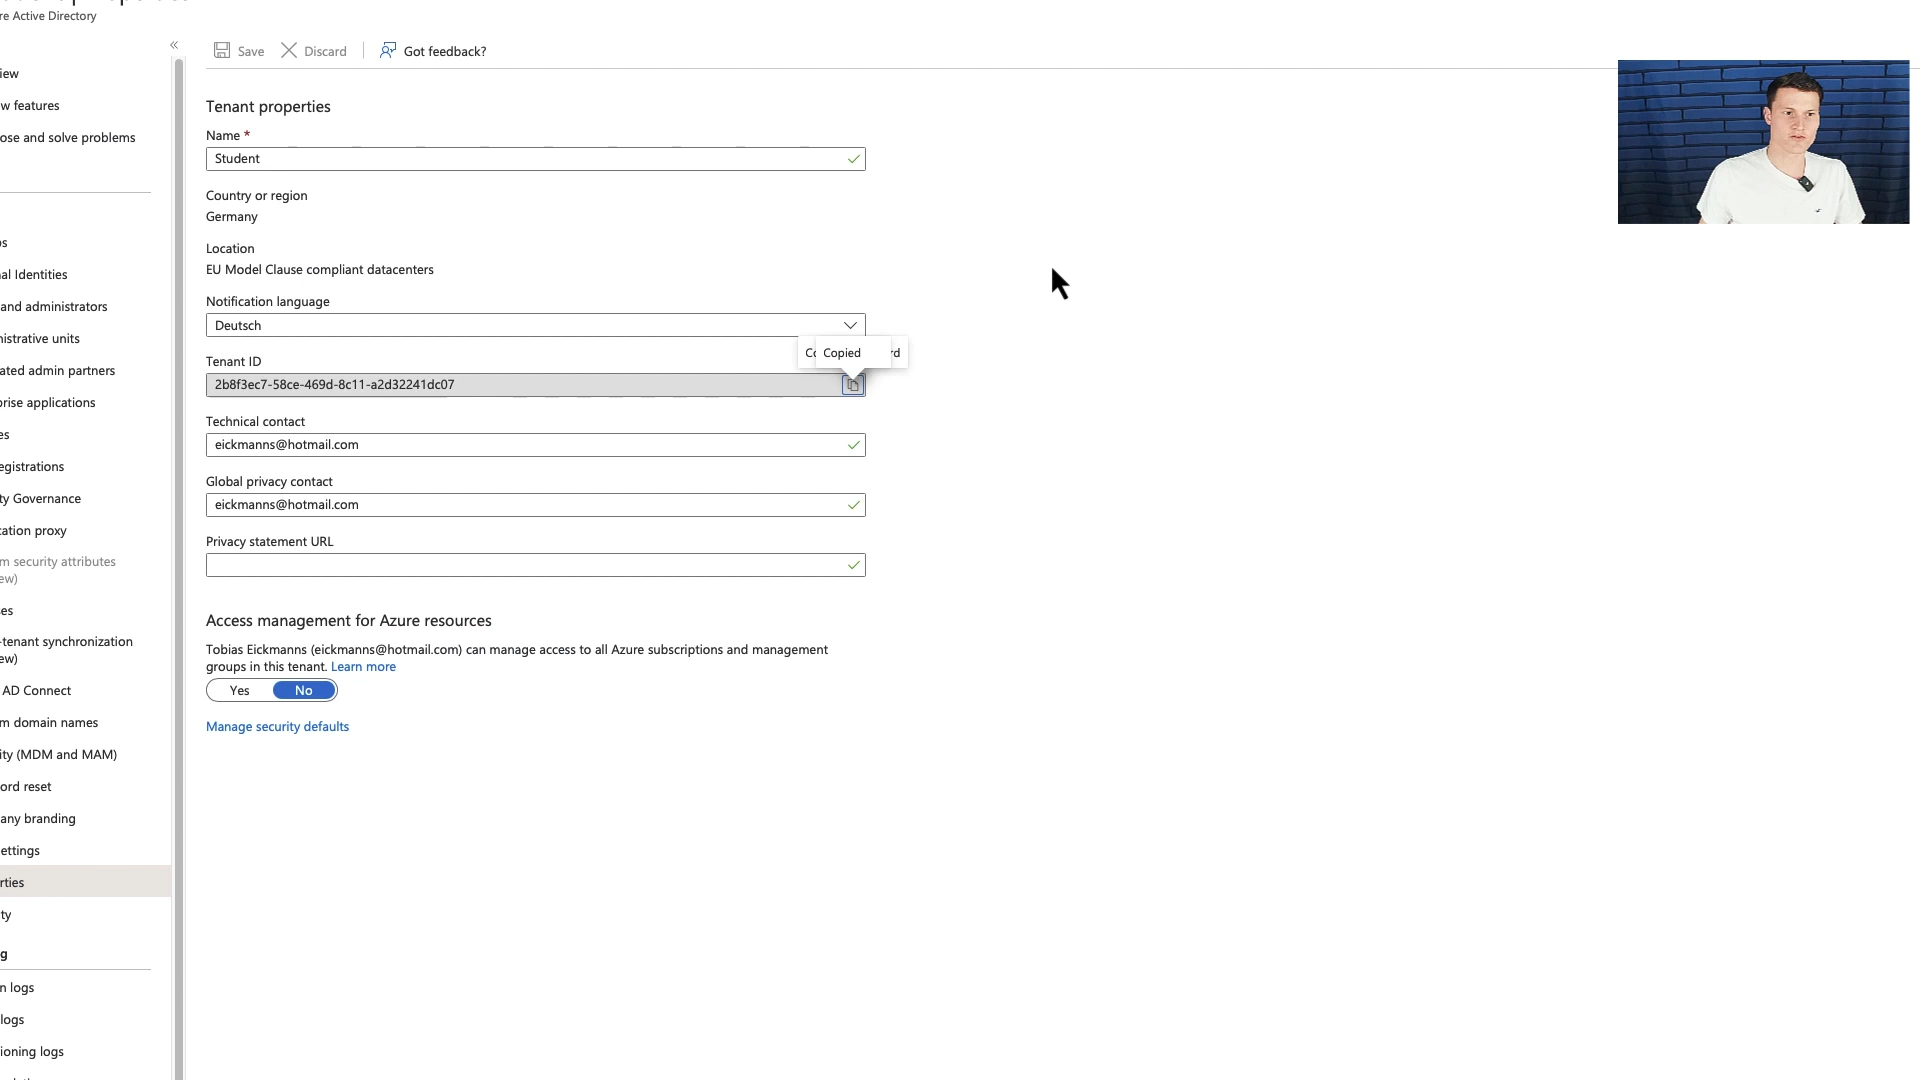 re Active Directory
Save
Discard
Got feedback?
iew
w features
ose and solve problems
al Identities
and administrators
nistrative units
ated admin partners
prise applications
es
egistrations
ty Governance
cation proxy
m security attributes
ew)
es
-tenant synchronization
ew)
AD Connect
m domain names
ity (MDM and MAM)
ord reset
any branding
ettings
rties
ty
g
n logs
logs
ioning logs
Tenant properties
Name *
Student
Country or region
Germany
Location
EU Model Clause compliant datacenters
Notification language
Deutsch
Copied
Tenant ID
2b8f3ec7-58ce-469d-8c11-a2d32241dc07
Technical contact
eickmanns@hotmail.com
Global privacy contact
eickmanns@hotmail.com
Privacy statement URL
Access management for Azure resources
Tobias Eickmanns (eickmanns@hotmail.com) can manage access to all Azure subscriptions and management
groups in this tenant. Learn more
Yes
No
Manage security defaults